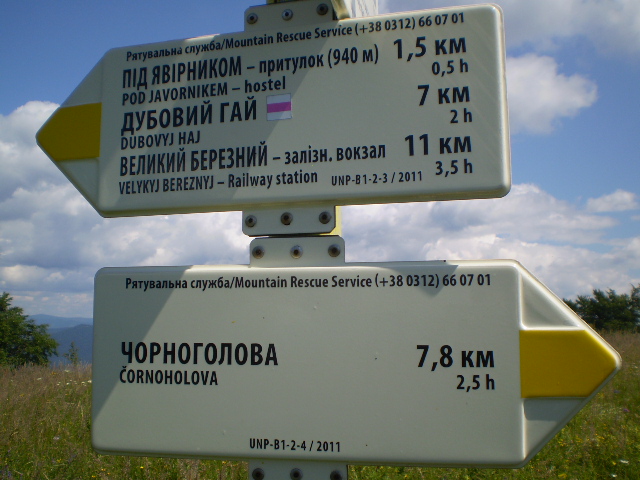 Рятувальна служба/Mountain Rescue Service (+38 0312) 66 07 01
ПІД ЯВІРНИКОМ – притулок (940 м) 1,5 км
POD JAVORNIKEM – hostel 0,5 h
ДУБОВИЙ ГАЙ 7 км
DUBOVYJ HAJ 2 h
ВЕЛИКИЙ БЕРЕЗНИЙ – залізн. вокзал 11 км
VELYKYJ BEREZNYJ – Railway station UNP-B1-2-3 / 2011 3,5 h
Рятувальна служба/Mountain Rescue Service (+38 0312) 66 07 01
ЧОРНОГОЛОВА 7,8 км
ČORNOHOLOVA 2,5 h
UNP-B1-2-4 / 2011